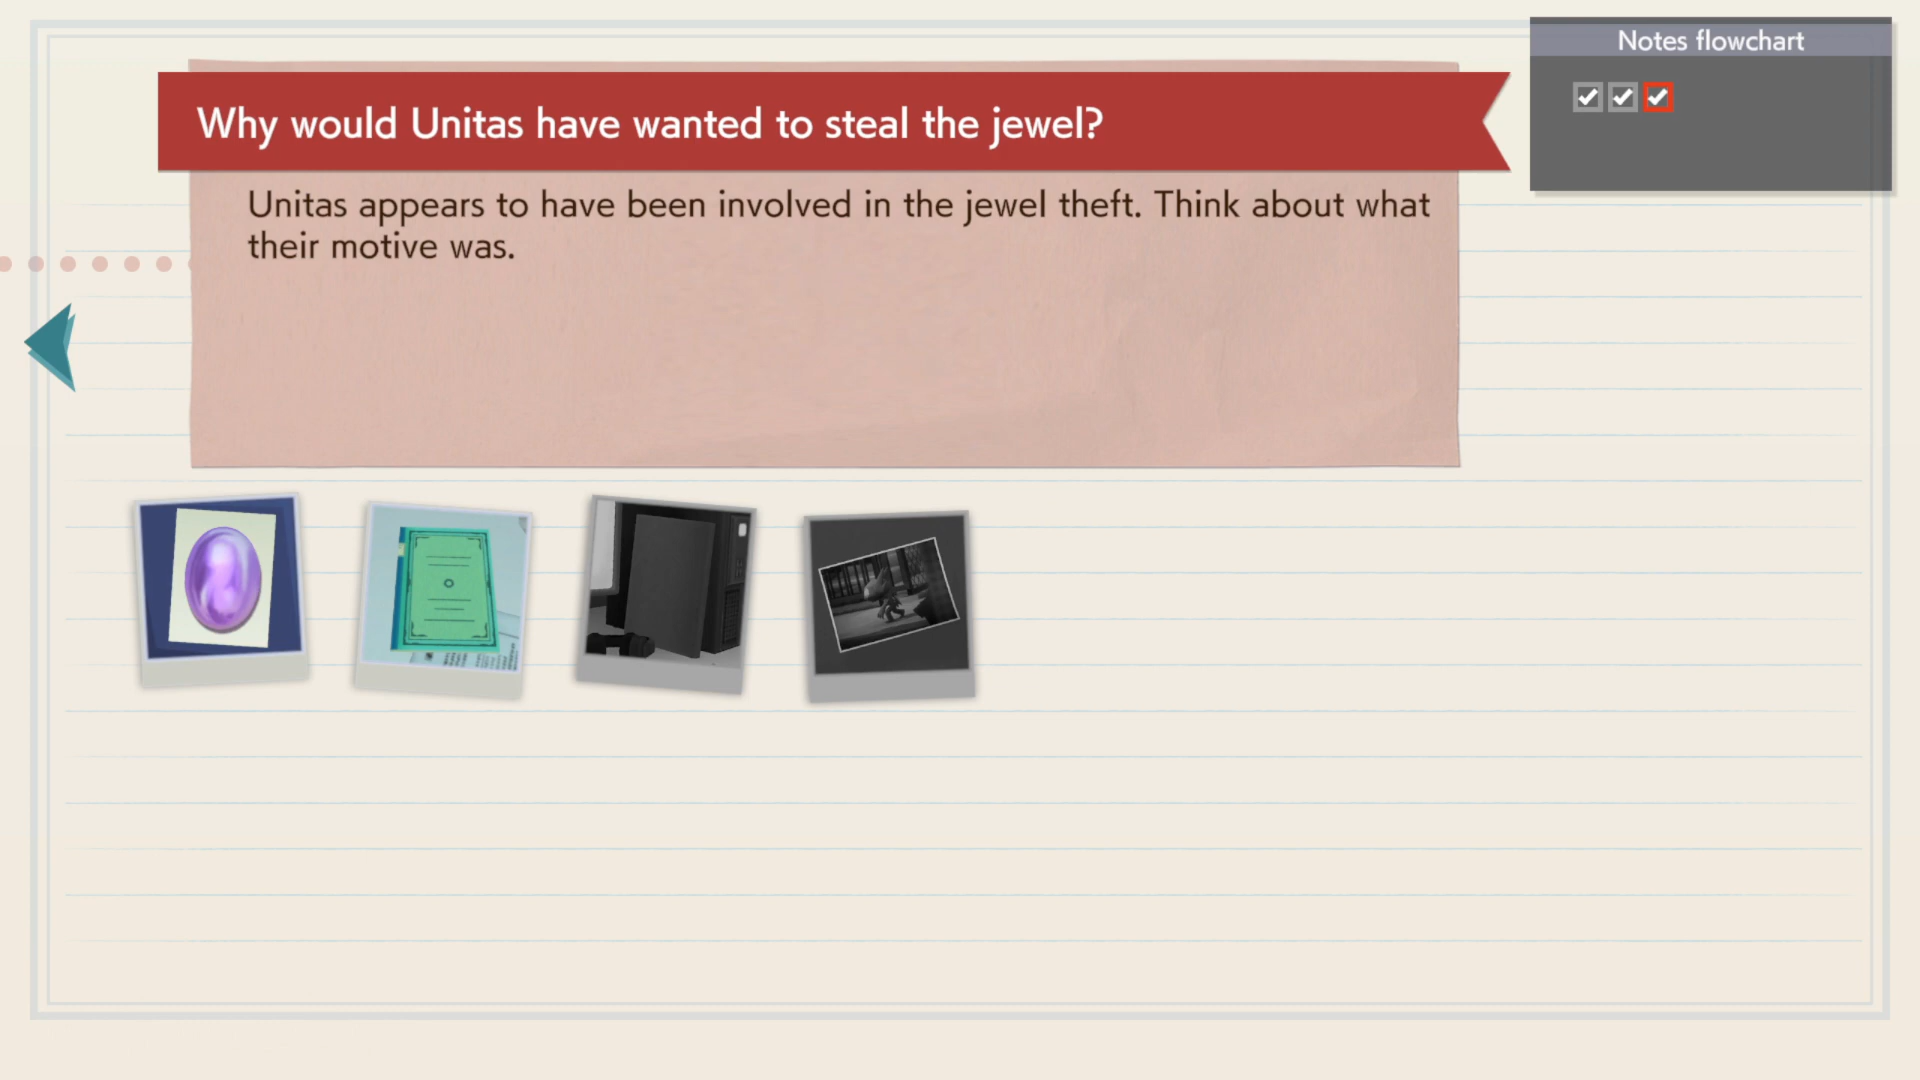 Notes flowchart
Why would Unitas have wanted to steal the jewel?
Unitas appears to have been involved in the jewel theft. Think about what
their motive was.